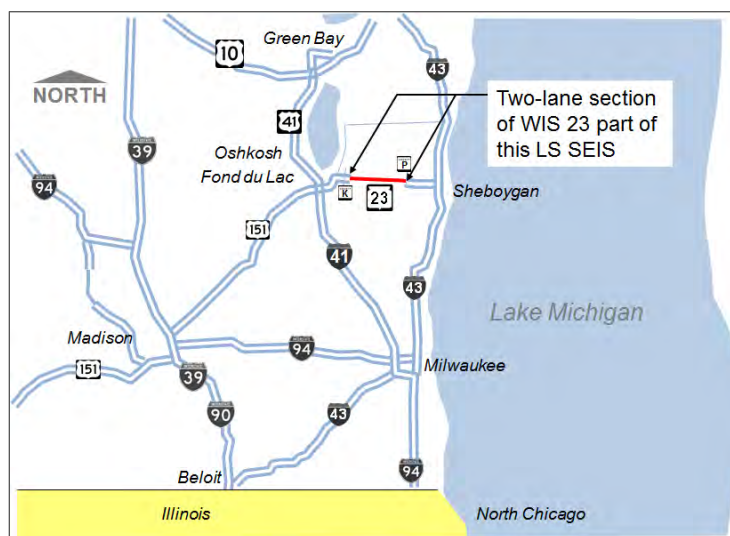 Green Bay
10
43
NORTH
41
39
Two-lane section
of WIS 23 part of
this LS SEIS
Oshkosh
Fond du Lac
P
94
K
23
Sheboygan
151
41
43
Lake Michigan
Madison
94
151
Milwaukee
39
90
43
94
Beloit
Illinois
North Chicago